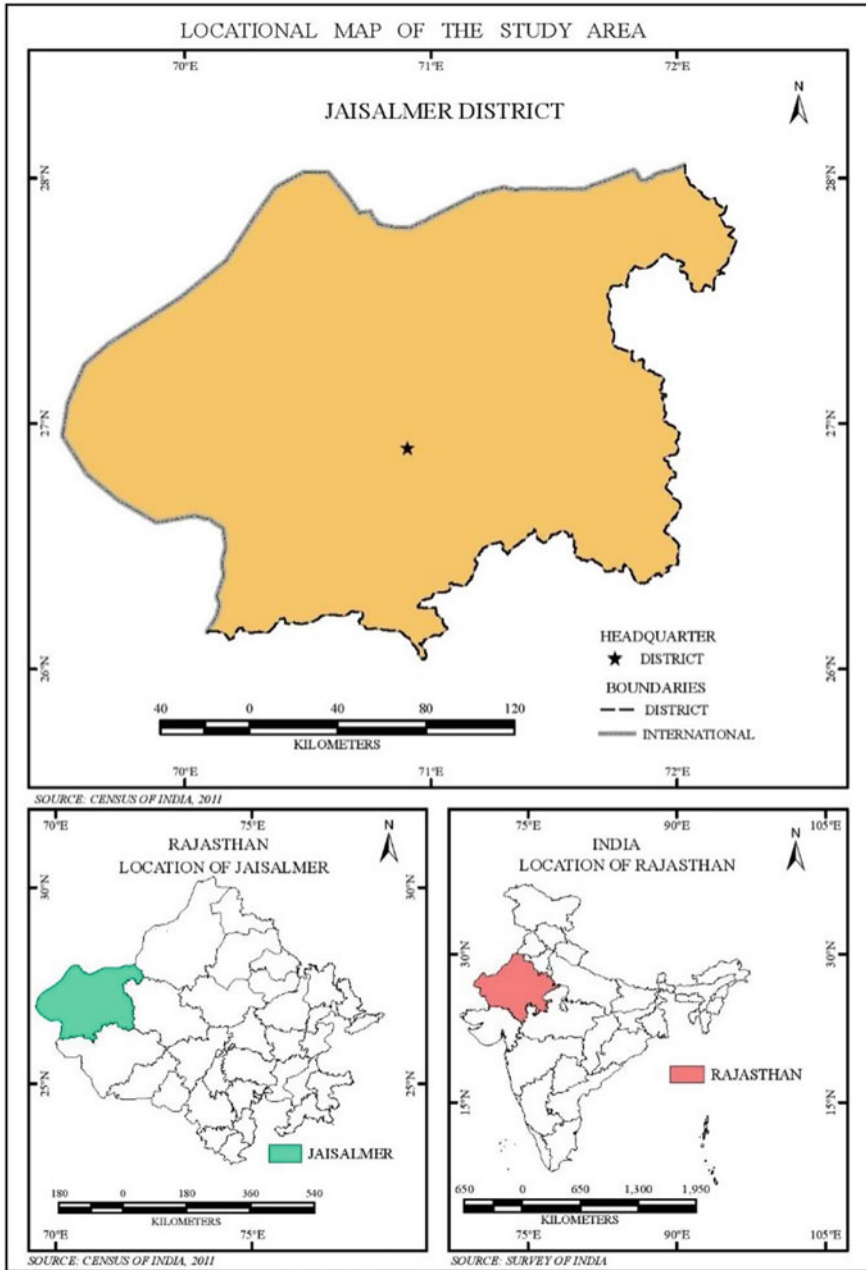 LOCATIONAL MAP OF THE STUDY AREA
70°E 71°E 72°E
JAISALMER DISTRICT
N
28°N 28°N
27°N 27°N
26°N 26°N
HEADQUARTER
DISTRICT
BOUNDARIES
DISTRICT
INTERNATIONAL
40 0 40 80 120
KILOMETERS
70°E 71°E 72°E
SOURCE: CENSUS OF INDIA, 2011
70°E 75°E
RAJASTHAN
LOCATION OF JAISALMER
N
30°N 30°N
25°N 25°N
JAISALMER
180 0 180 360 540
KILOMETERS
70°E 75°E
SOURCE: CENSUS OF INDIA, 2011
75°E 90°E 105°E
INDIA
LOCATION OF RAJASTHAN
N
30°N 30°N
15°N 15°N
RAJASTHAN
650 0 650 1,300 1,950
KILOMETERS
75°E 90°E 105°E
SOURCE: SURVEY OF INDIA